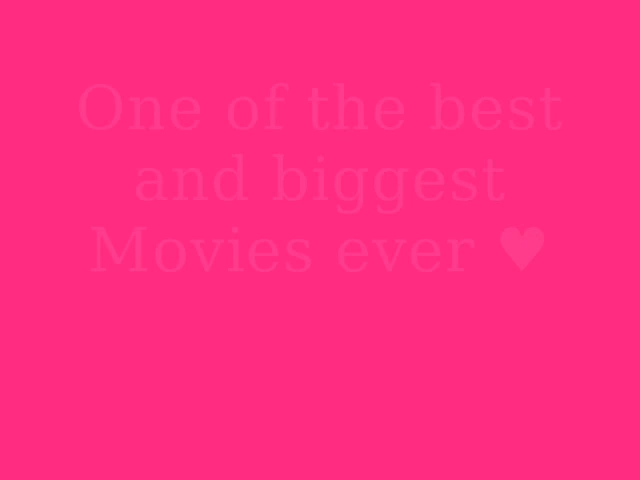 One of the best
and biggest
Movies ever ♥